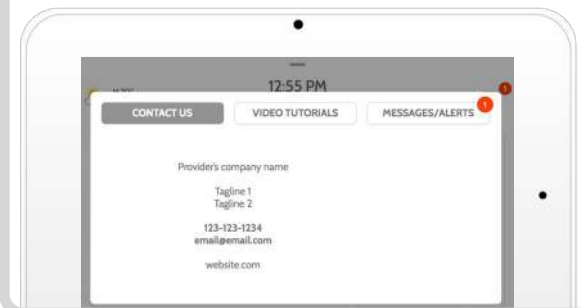 12:55 PM
1
CONTACT US
VIDEO TUTORIALS
MESSAGES/ALERTS
1
Provider's company name
Tagline 1
Tagline 2
123-123-1234
email@email.com
website.com